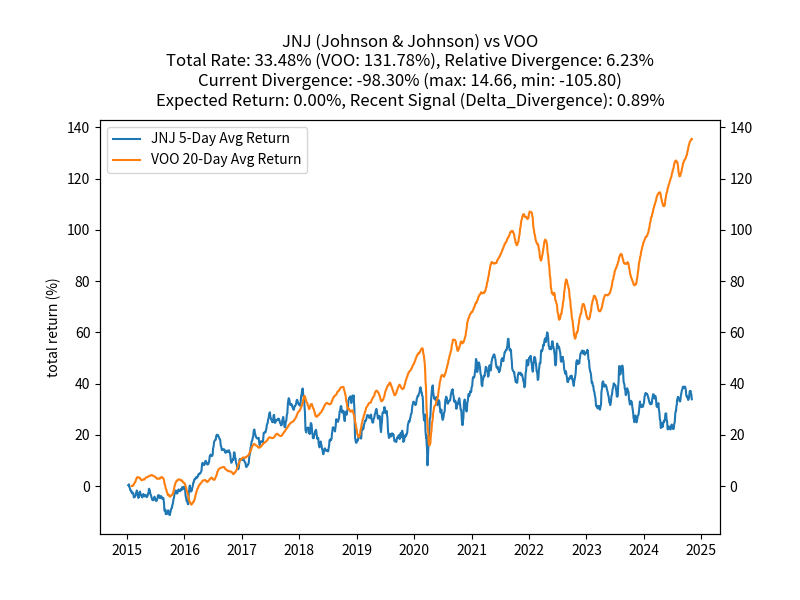 JNJ (Johnson & Johnson) vs VOO
Total Rate: 33.48% (VOO: 131.78%), Relative Divergence: 6.23%
Current Divergence: -98.30% (max: 14.66, min: -105.80)
Expected Return: 0.00%, Recent Signal (Delta_Divergence): 0.89%
JNJ 5-Day Avg Return
VOO 20-Day Avg Return
total return (%)
140
120
100
80
60
40
20
0
140
120
100
80
60
40
20
0
2015 2016 2017 2018 2019 2020 2021 2022 2023 2024 2025